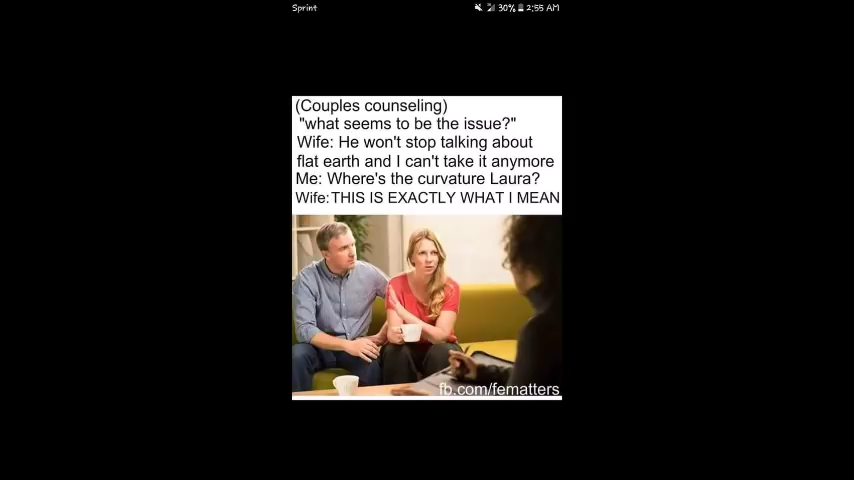 Sprint 30% 2:55 AM
(Couples counseling)
"what seems to be the issue?"
Wife: He won't stop talking about
flat earth and I can't take it anymore
Me: Where's the curvature Laura?
Wife: THIS IS EXACTLY WHAT I MEAN
fb.com/fematters